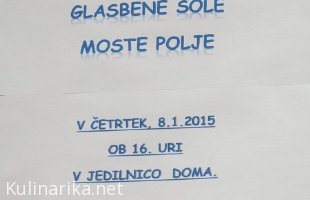 GLASBENE ŠOLE
MOSTE POLJE
V ČETRTEK, 8.1.2015
OB 16. URI
V JEDILNICO DOMA.
Kulinarika.net